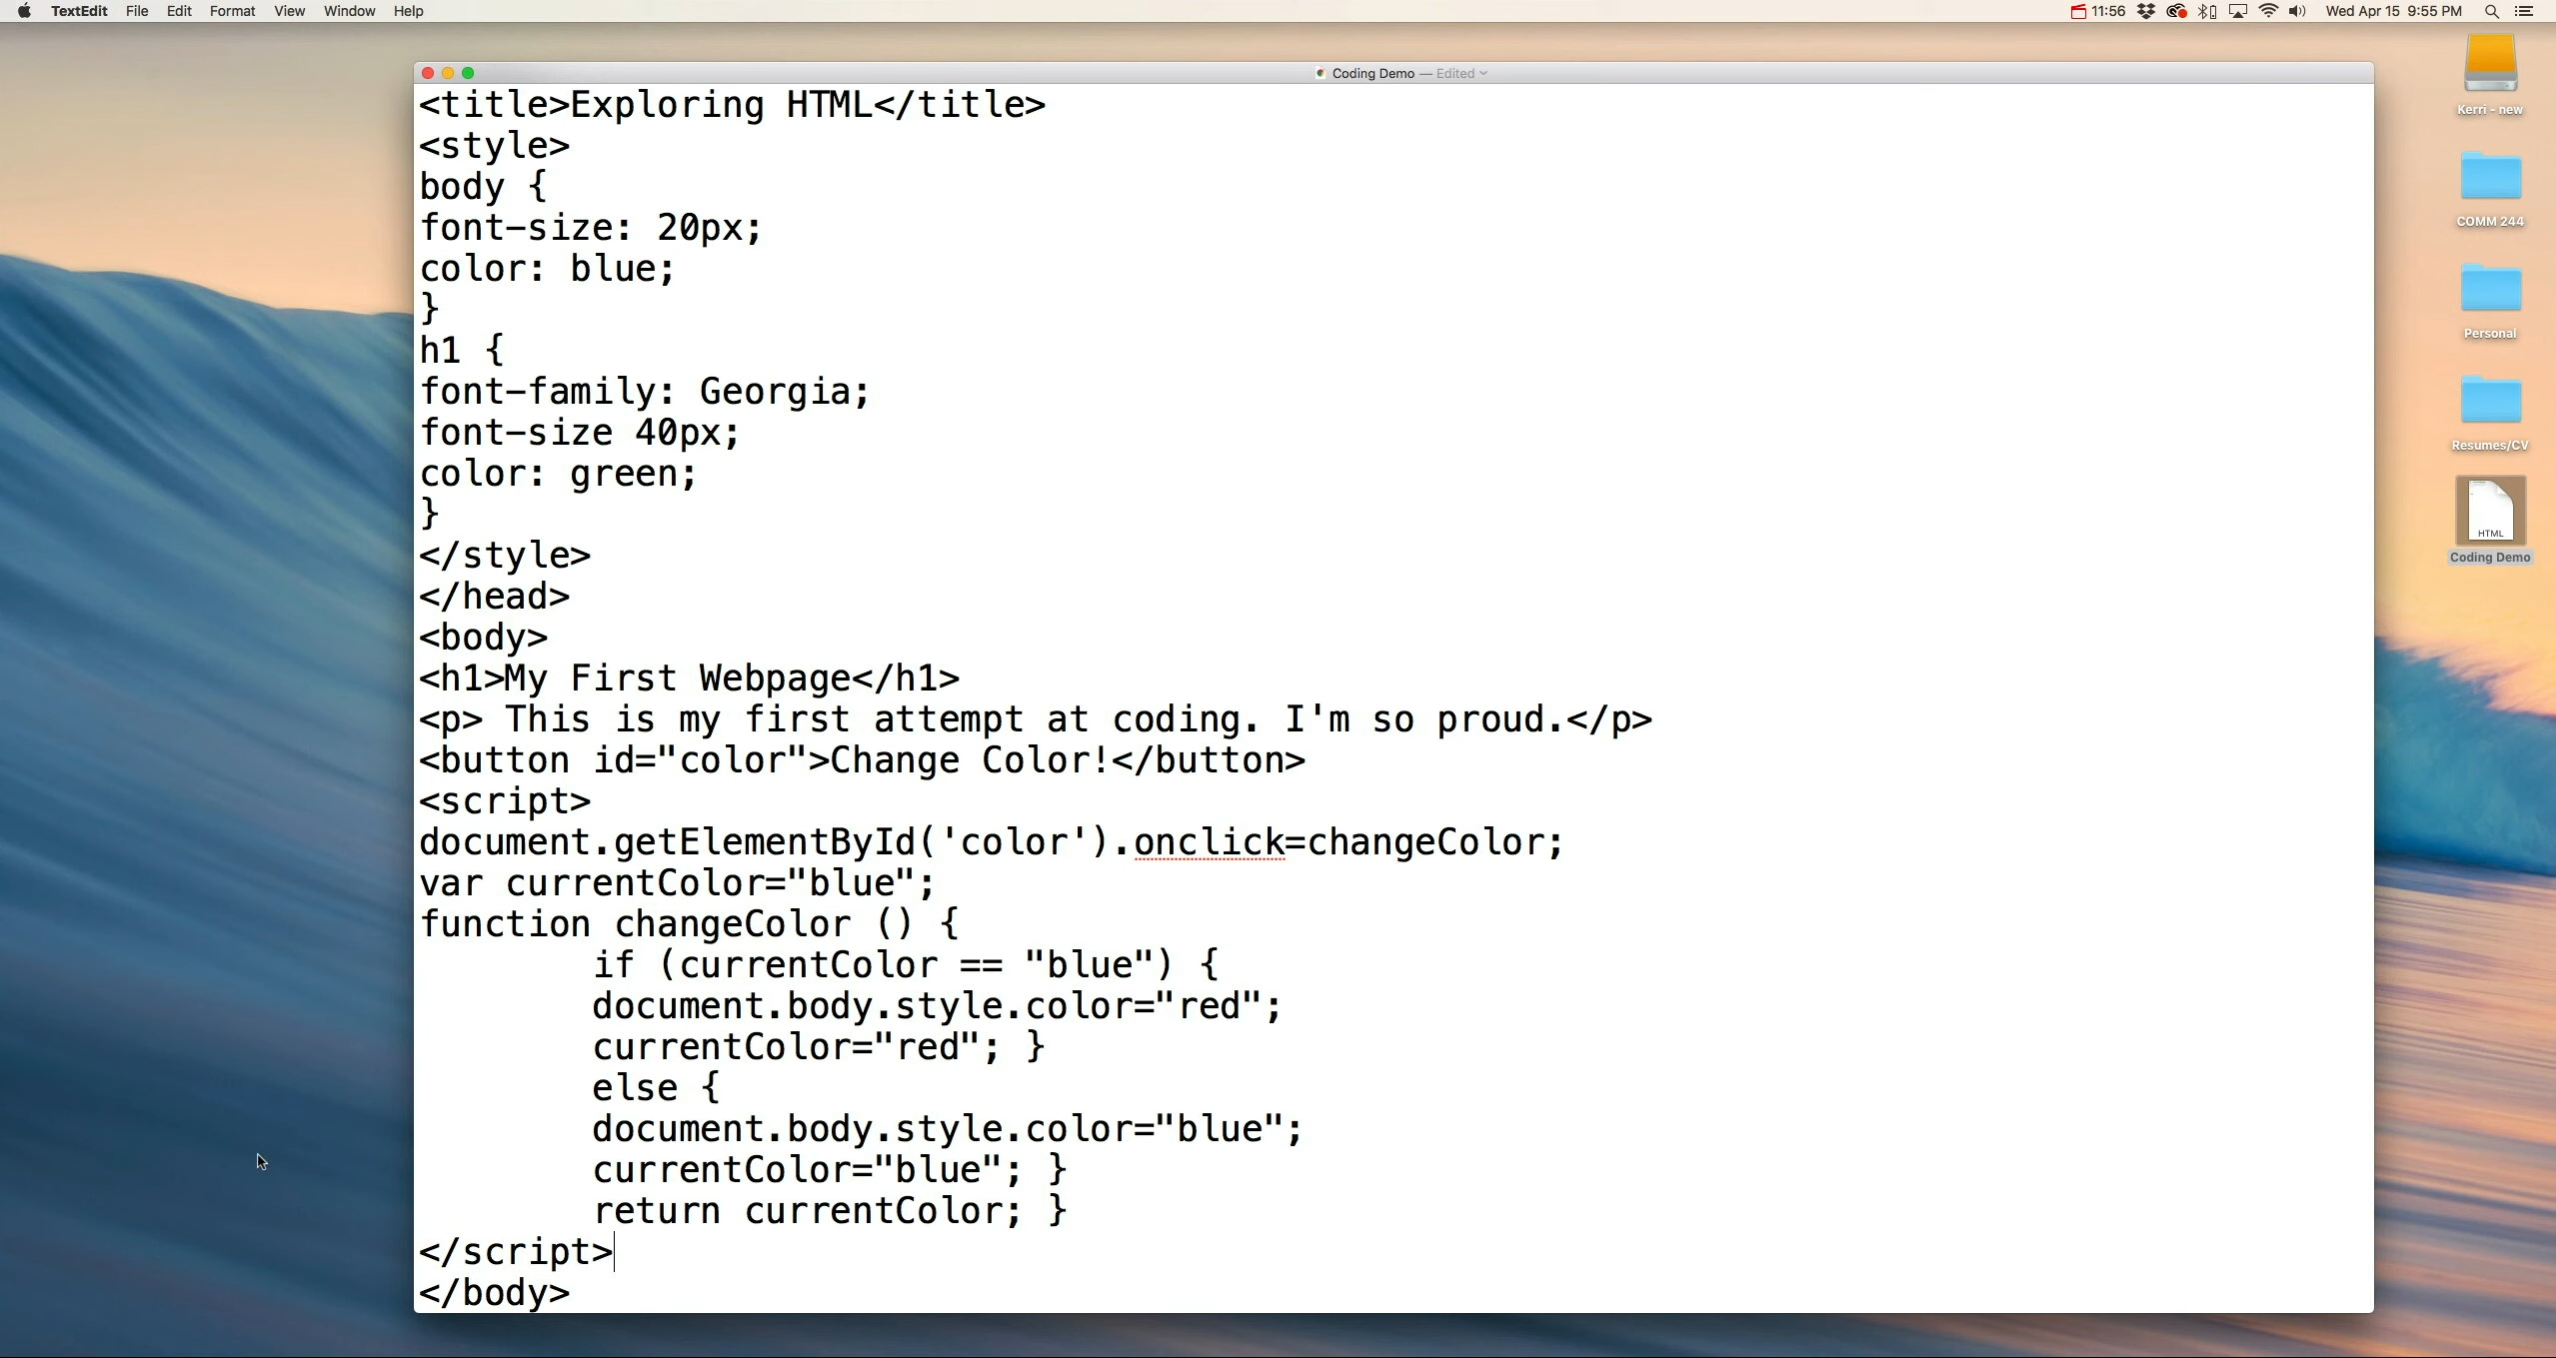 TextEdit File Edit Format View Window Help 11:56 Wed Apr 15 9:55 PM
Coding Demo — Edited
<title>Exploring HTML</title>
<style>
body {
font-size: 20px;
color: blue;
}
h1 {
font-family: Georgia;
font-size 40px;
color: green;
}
</style>
</head>
<body>
<h1>My First Webpage</h1>
<p> This is my first attempt at coding. I'm so proud.</p>
<button id="color">Change Color!</button>
<script>
document.getElementById('color').onclick=changeColor;
var currentColor="blue";
function changeColor () {
if (currentColor == "blue") {
document.body.style.color="red";
currentColor="red"; }
else {
document.body.style.color="blue";
currentColor="blue"; }
return currentColor; }
</script>
</body>
Kerri - new
COMM 244
Personal
Resumes/CV
HTML
Coding Demo